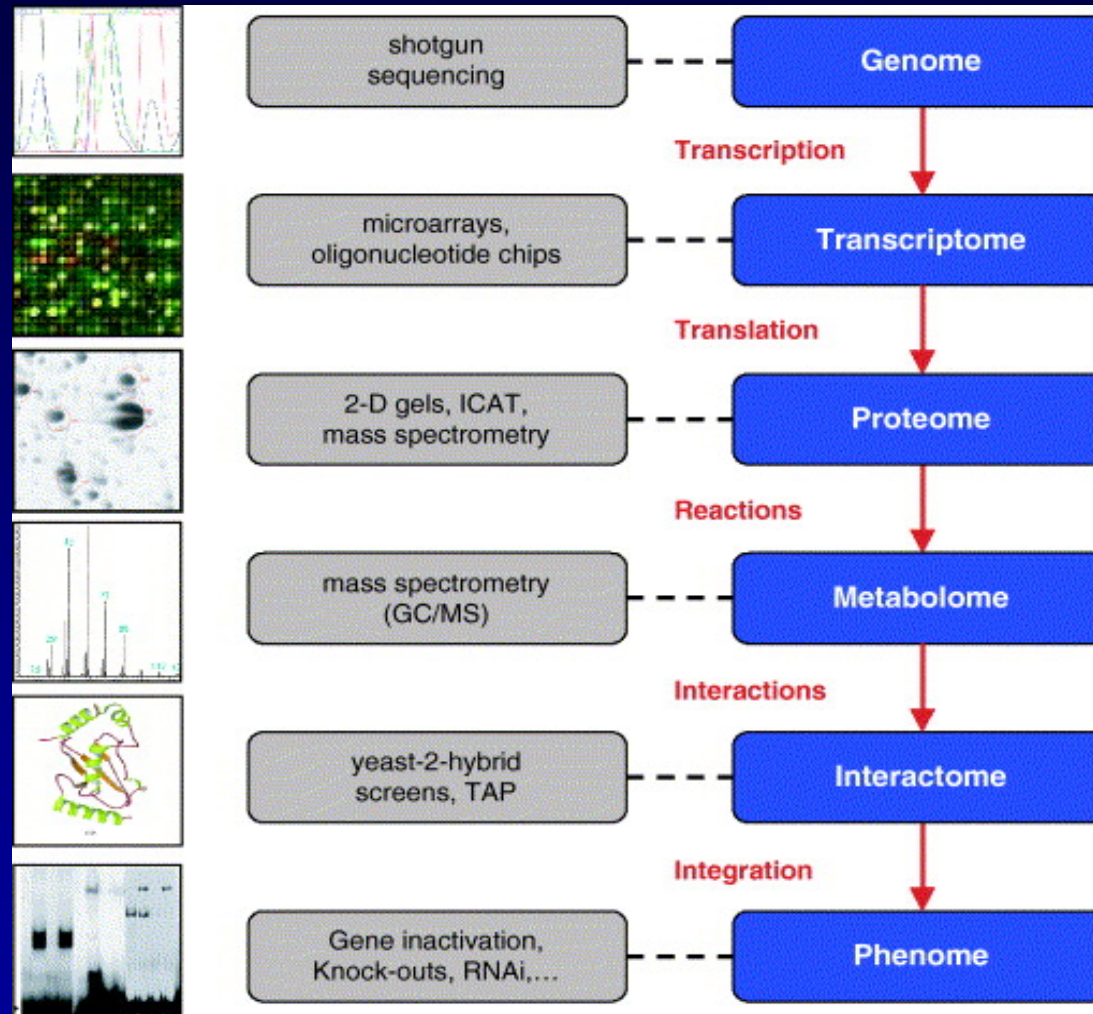 shotgun
sequencing
Genome
Transcription
microarrays,
oligonucleotide chips
Transcriptome
Translation
2-D gels, ICAT,
mass spectrometry
Proteome
Reactions
mass spectrometry
(GC/MS)
Metabolome
Interactions
yeast-2-hybrid
screens, TAP
Interactome
Integration
Gene inactivation,
Knock-outs, RNAi,...
Phenome